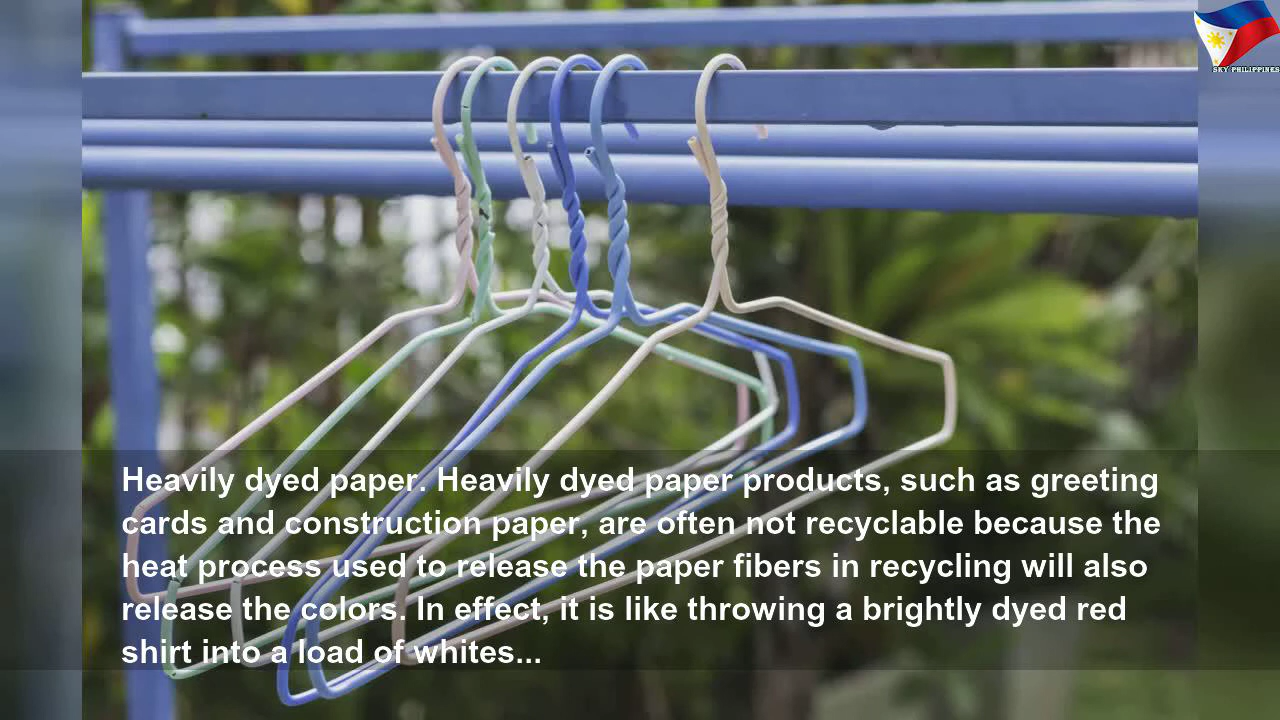 SKY PHILIPPINES
Heavily dyed paper. Heavily dyed paper products, such as greeting
cards and construction paper, are often not recyclable because the
heat process used to release the paper fibers in recycling will also
release the colors. In effect, it is like throwing a brightly dyed red
shirt into a load of whites...